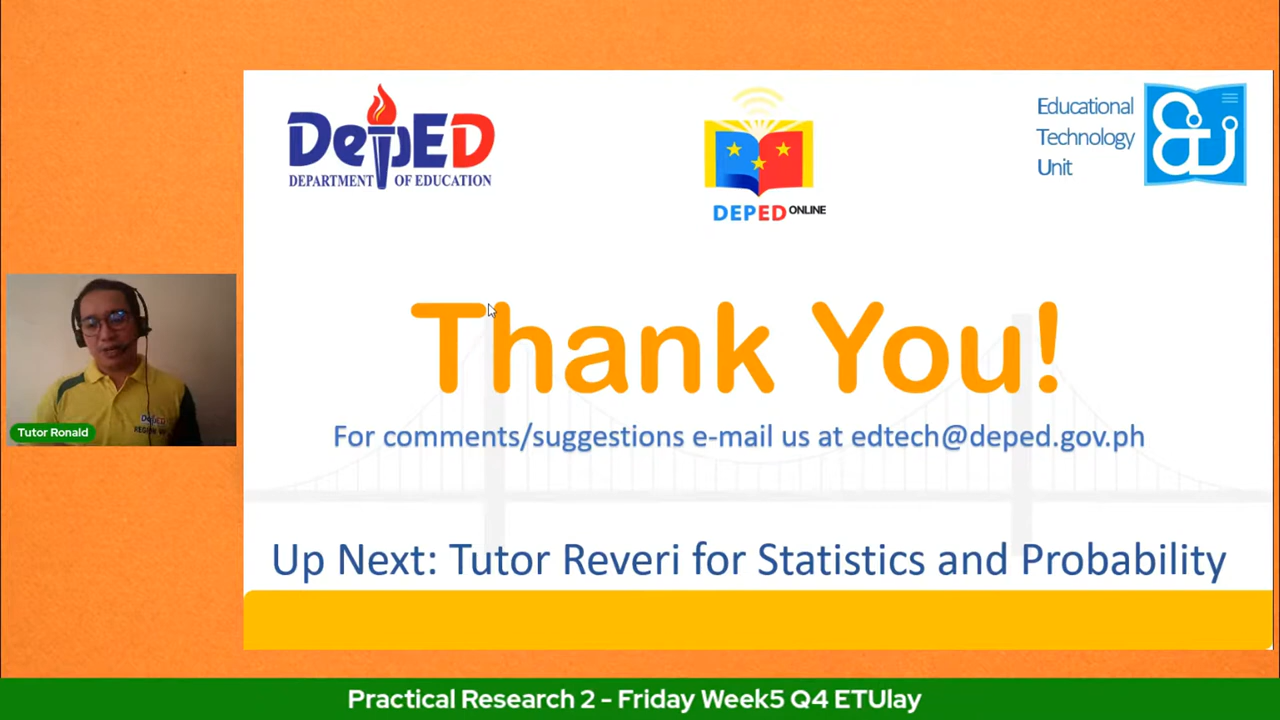 DepED
DEPARTMENT OF EDUCATION
DEPED ONLINE
Educational
Technology
Unit
Thank You!
For comments/suggestions e-mail us at edtech@deped.gov.ph
DepED
Tutor Ronald
Up Next: Tutor Reveri for Statistics and Probability
Practical Research 2 - Friday Week5 Q4 ETUlay